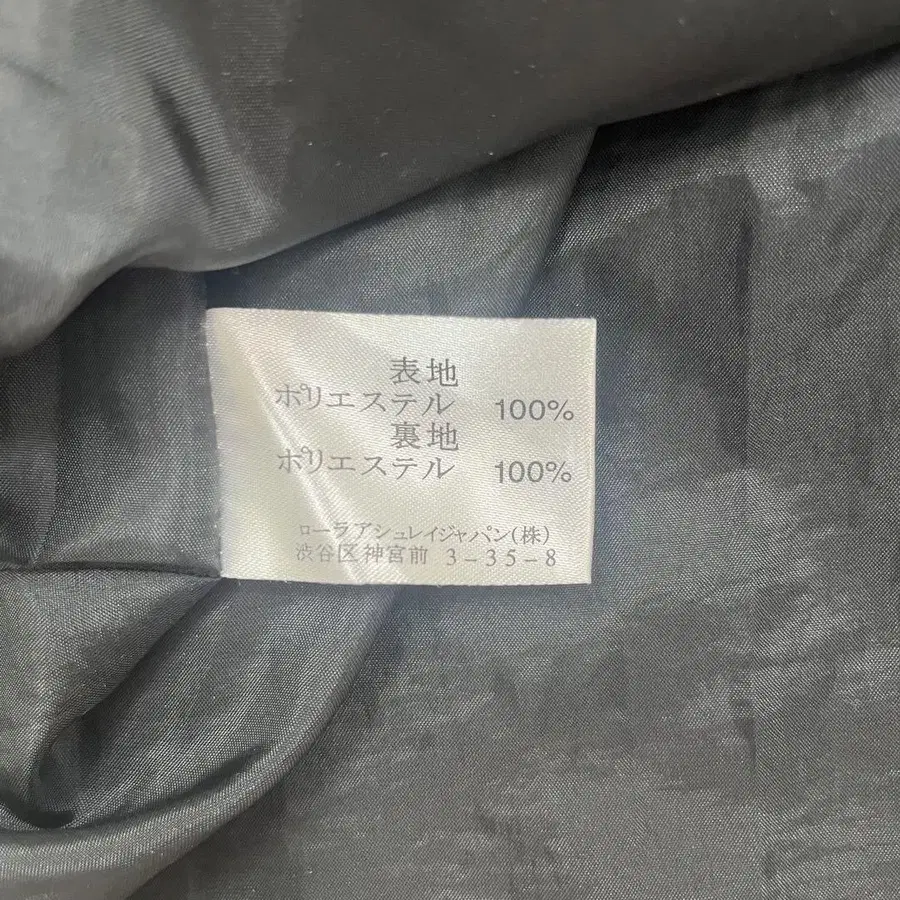 表地
ポリエステル 100%
裏地
ポリエステル 100%
ローラアシュレイジャパン(株)
渋谷区神宮前 3-35-8